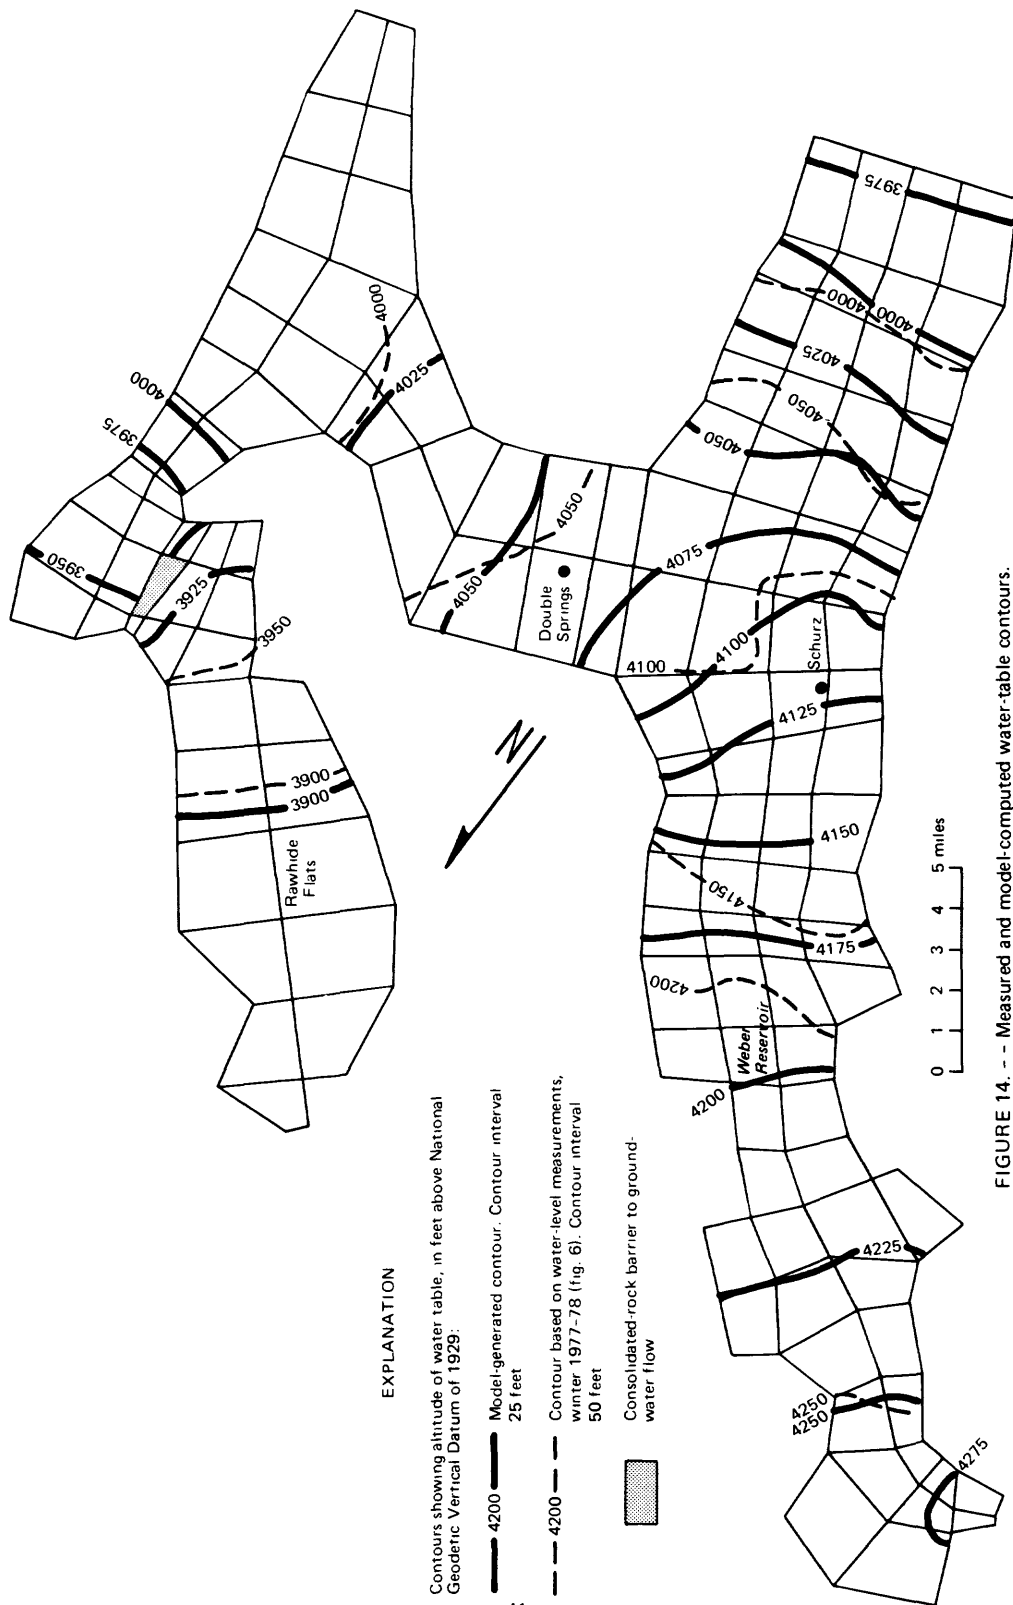 EXPLANATION
Contours showing altitude of water table, in feet above National
Geodetic Vertical Datum of 1929:
4200 Model-generated contour. Contour interval
25 feet
4200 Contour based on water-level measurements,
winter 1977-78 (fig. 6). Contour interval
50 feet
Consolidated-rock barrier to ground-
water flow
4275
4250
4250
4225
4200
Weber
Reservoir
4200
4175
4150
4150
4125
Schurz
4100
4100
4075
Double
Springs
4050
4050
4050
4050
4025
4000
4000
3975
4025
4000
4000
3975
3950
3925
3950
3900
3900
Rawhide
Flats
N
0 1 2 3 4 5 miles
FIGURE 14. - - Measured and model-computed water-table contours.